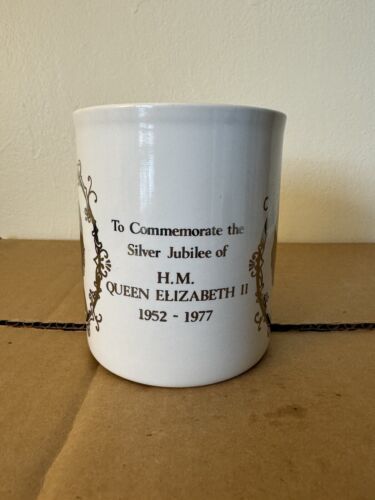 To Commemorate the
Silver Jubilee of
H.M.
QUEEN ELIZABETH II
1952 - 1977